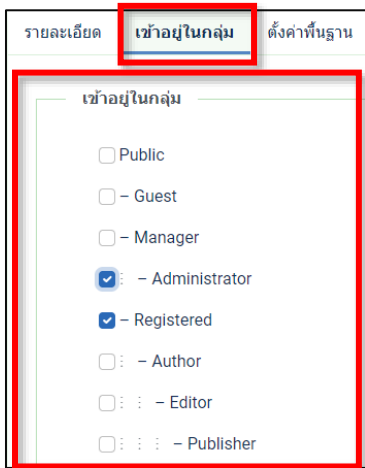 รายละเอียด เข้าอยู่ในกลุ่ม ตั้งค่าพื้นฐาน
เข้าอยู่ในกลุ่ม
Public
– Guest
– Manager
⋮ – Administrator
– Registered
⋮ – Author
⋮ ⋮ – Editor
⋮ ⋮ ⋮ – Publisher